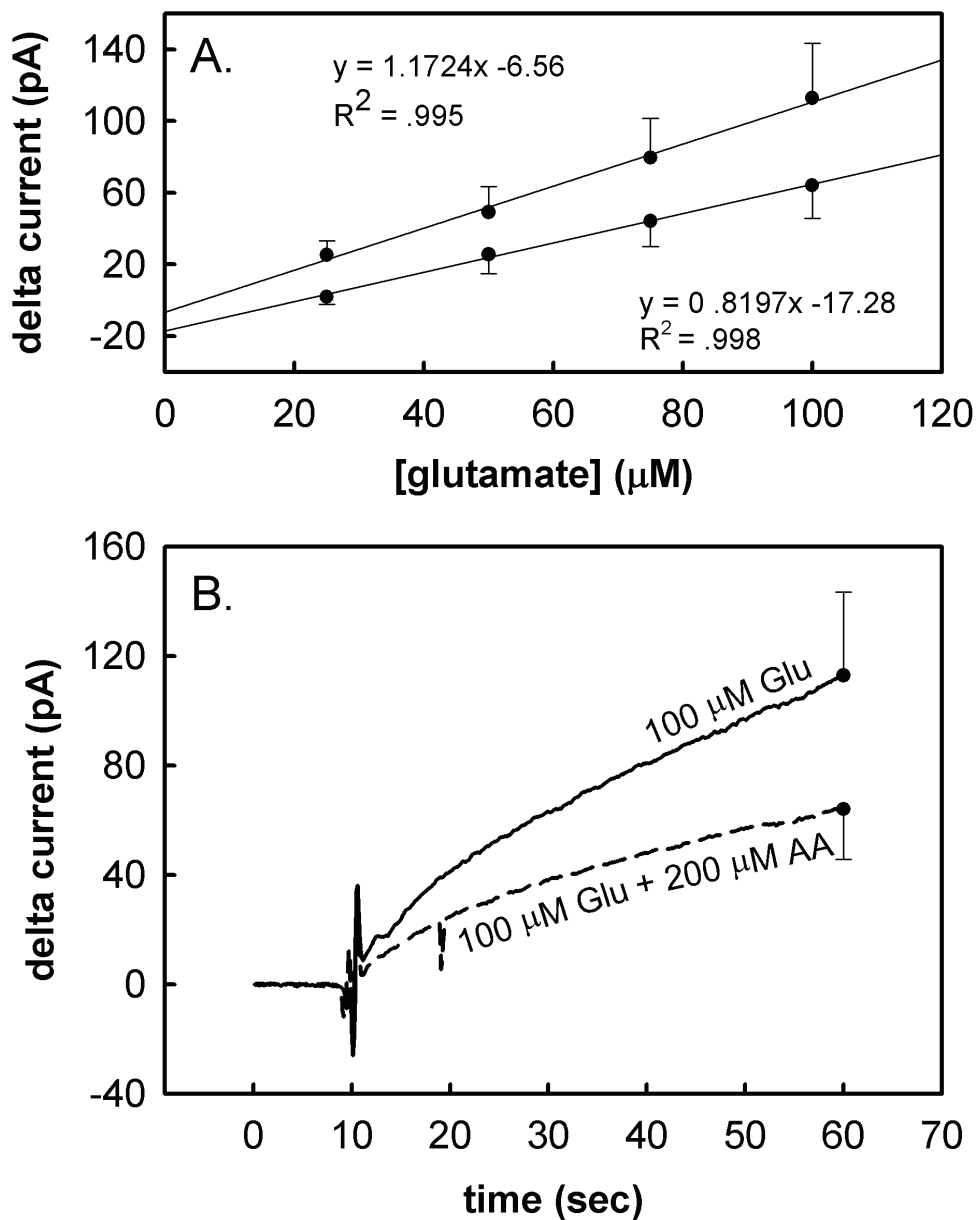 A.
y = 1.1724x -6.56
R² = .995
y = 0 .8197x -17.28
R² = .998
delta current (pA)
140
100
60
20
-20
0 20 40 60 80 100 120
[glutamate] (μM)
B.
100 μM Glu
100 μM Glu + 200 μM AA
delta current (pA)
160
120
80
40
0
-40
0 10 20 30 40 50 60 70
time (sec)